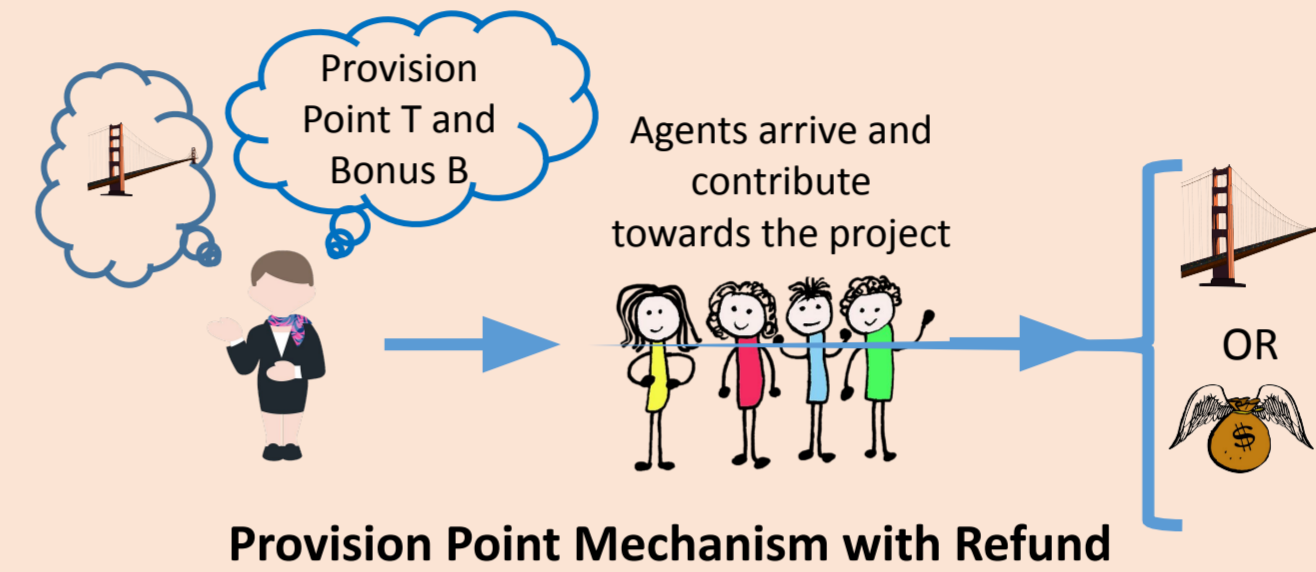 Provision
Point T and
Bonus B
Agents arrive and
contribute
towards the project
OR
$
Provision Point Mechanism with Refund